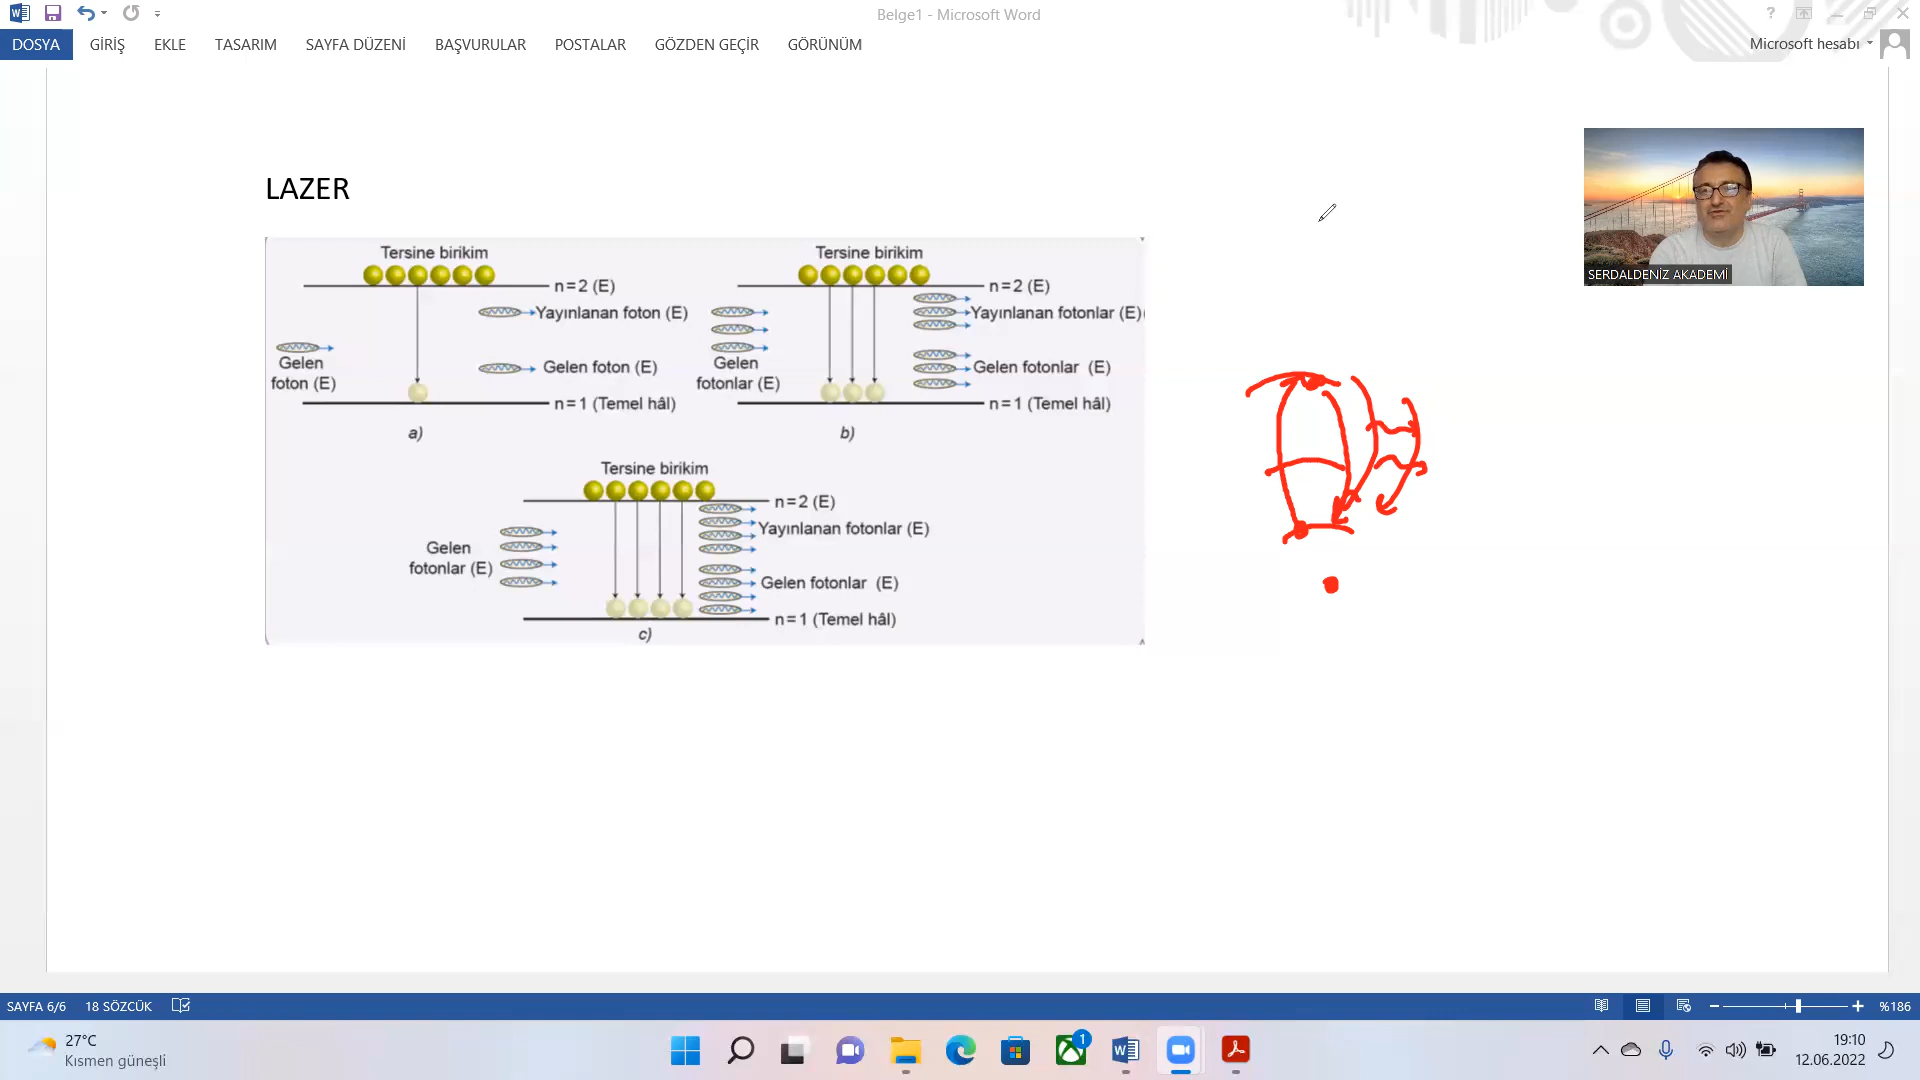 Belge1 - Microsoft Word
?
DOSYA GİRİŞ EKLE TASARIM SAYFA DÜZENİ BAŞVURULAR POSTALAR GÖZDEN GEÇİR GÖRÜNÜM Microsoft hesabı
LAZER
SERDALDENİZ AKADEMİ
Tersine birikim
n=2 (E)
Yayınlanan foton (E)
Gelen
foton (E)
Gelen foton (E)
n=1 (Temel hâl)
a)
Tersine birikim
n=2 (E)
Yayınlanan fotonlar (E)
Gelen
fotonlar (E)
Gelen fotonlar (E)
n=1 (Temel hâl)
b)
Tersine birikim
n=2 (E)
Yayınlanan fotonlar (E)
Gelen
fotonlar (E)
Gelen fotonlar (E)
n=1 (Temel hâl)
c)
SAYFA 6/6 18 SÖZCÜK %186
27°C
Kısmen güneşli
1
19:10
12.06.2022